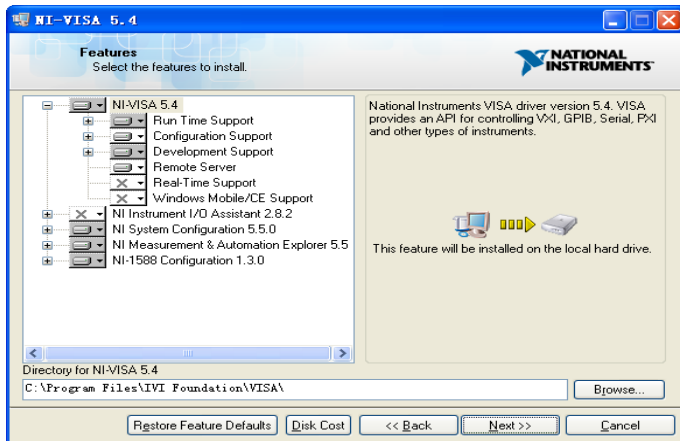 NI-VISA 5.4
Features
Select the features to install.
NATIONAL
INSTRUMENTS™
NI-VISA 5.4
Run Time Support
Configuration Support
Development Support
Remote Server
Real-Time Support
Windows Mobile/CE Support
NI Instrument I/O Assistant 2.8.2
NI System Configuration 5.5.0
NI Measurement & Automation Explorer 5.5
NI-1588 Configuration 1.3.0
National Instruments VISA driver version 5.4. VISA
provides an API for controlling VXI, GPIB, Serial, PXI
and other types of instruments.
This feature will be installed on the local hard drive.
Directory for NI-VISA 5.4
C:\Program Files\IVI Foundation\VISA\
Browse...
Restore Feature Defaults
Disk Cost
<< Back
Next >>
Cancel